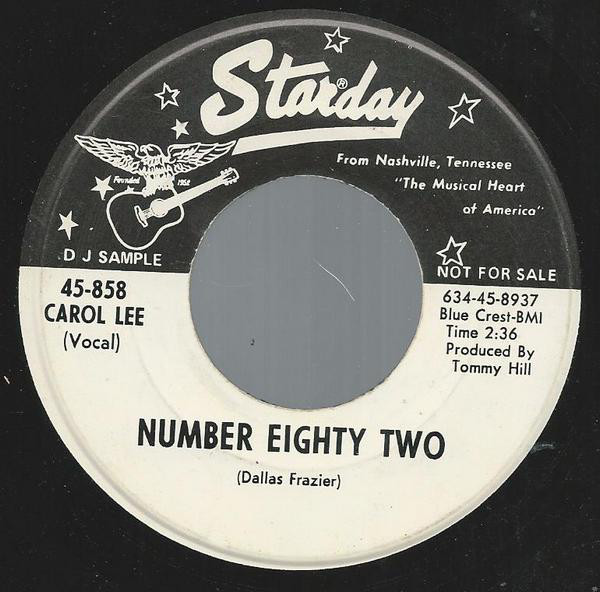 Starday®
From Nashville, Tennessee
"The Musical Heart
of America"
Founded 1952
D J SAMPLE
NOT FOR SALE
45-858
CAROL LEE
(Vocal)
634-45-8937
Blue Crest-BMI
Time 2:36
Produced By
Tommy Hill
NUMBER EIGHTY TWO
(Dallas Frazier)